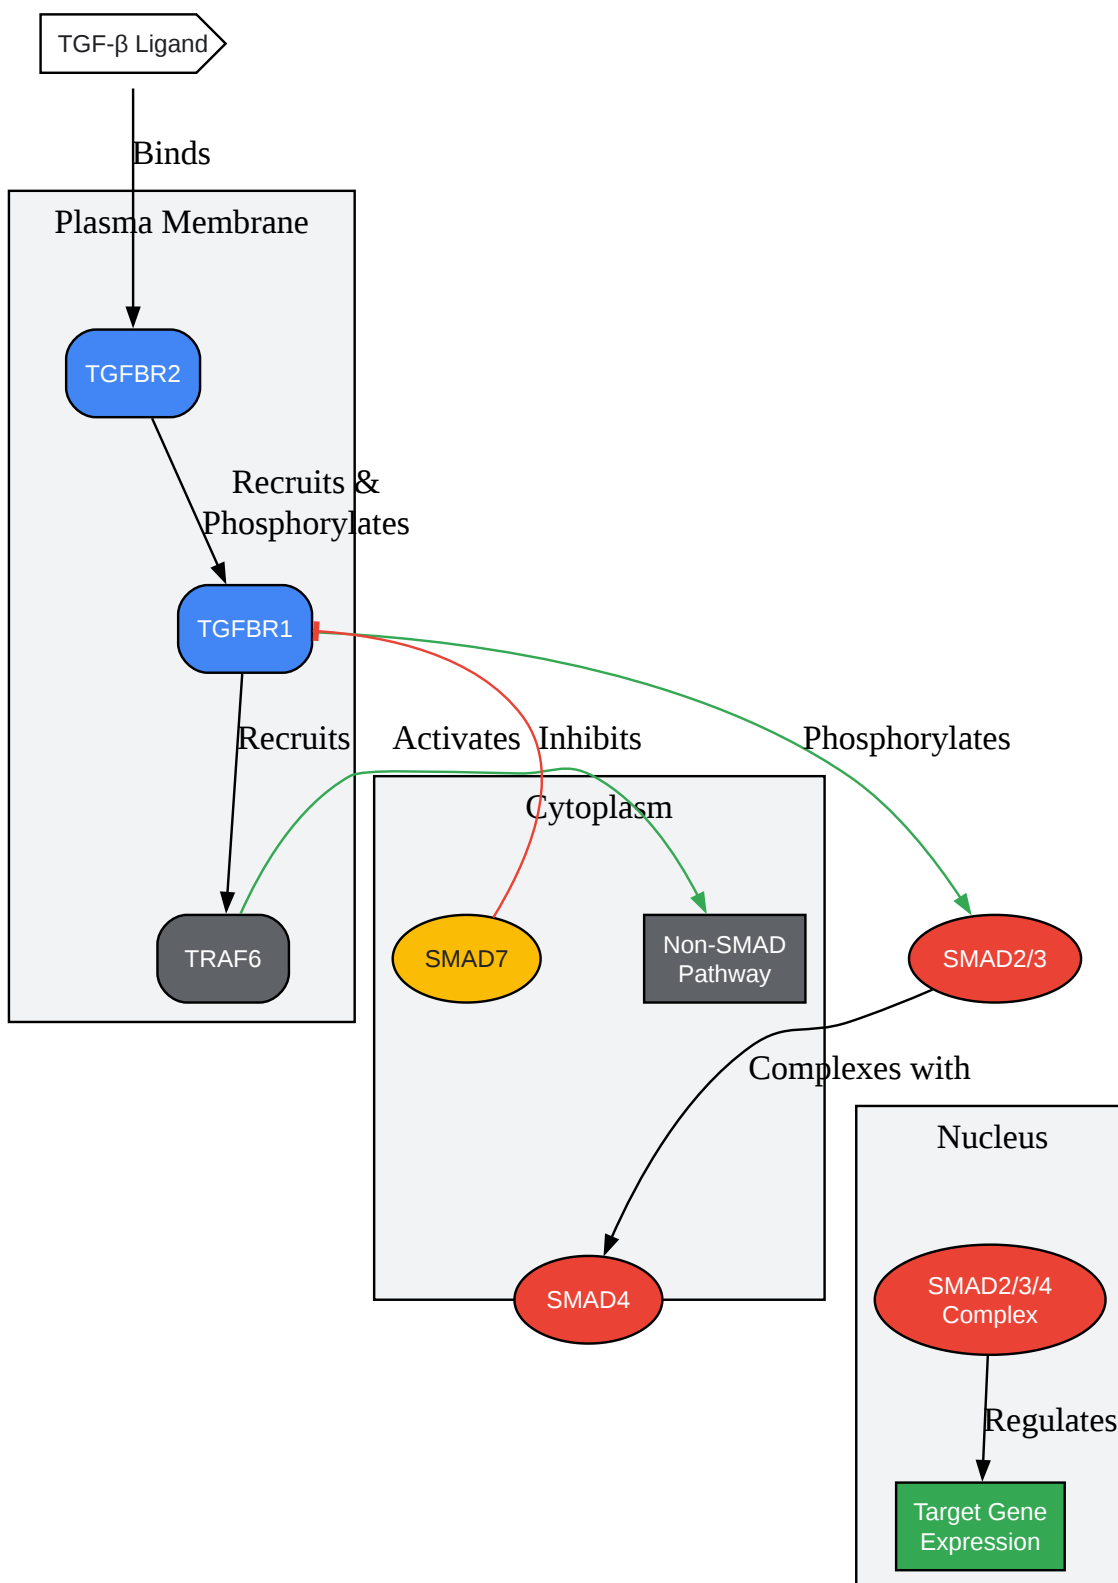 TGF-β Ligand
Binds
Plasma Membrane
TGFBR2
Recruits &
Phosphorylates
TGFBR1
Recruits
Activates
Inhibits
Phosphorylates
Cytoplasm
TRAF6
SMAD7
Non-SMAD
Pathway
SMAD2/3
Complexes with
Nucleus
SMAD4
SMAD2/3/4
Complex
Regulates
Target Gene
Expression